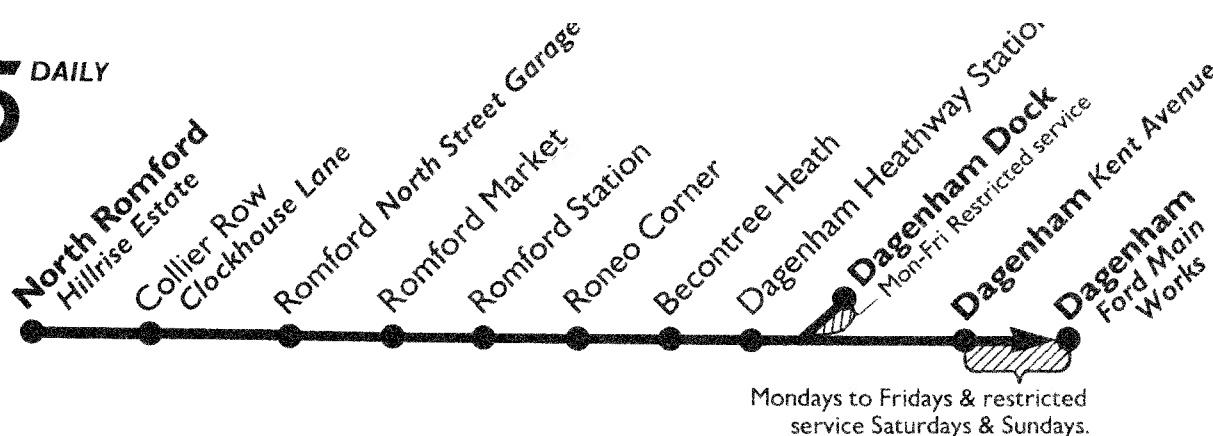 5 DAILY
North Romford
Hillrise Estate
Collier Row
Clockhouse Lane
Romford North Street Garage
Romford Market
Romford Station
Roneo Corner
Becontree Heath
Dagenham Heathway Station
Dagenham Dock
Mon-Fri Restricted service
Dagenham Kent Avenue
Dagenham
Ford Main
Works
Mondays to Fridays & restricted
service Saturdays & Sundays.